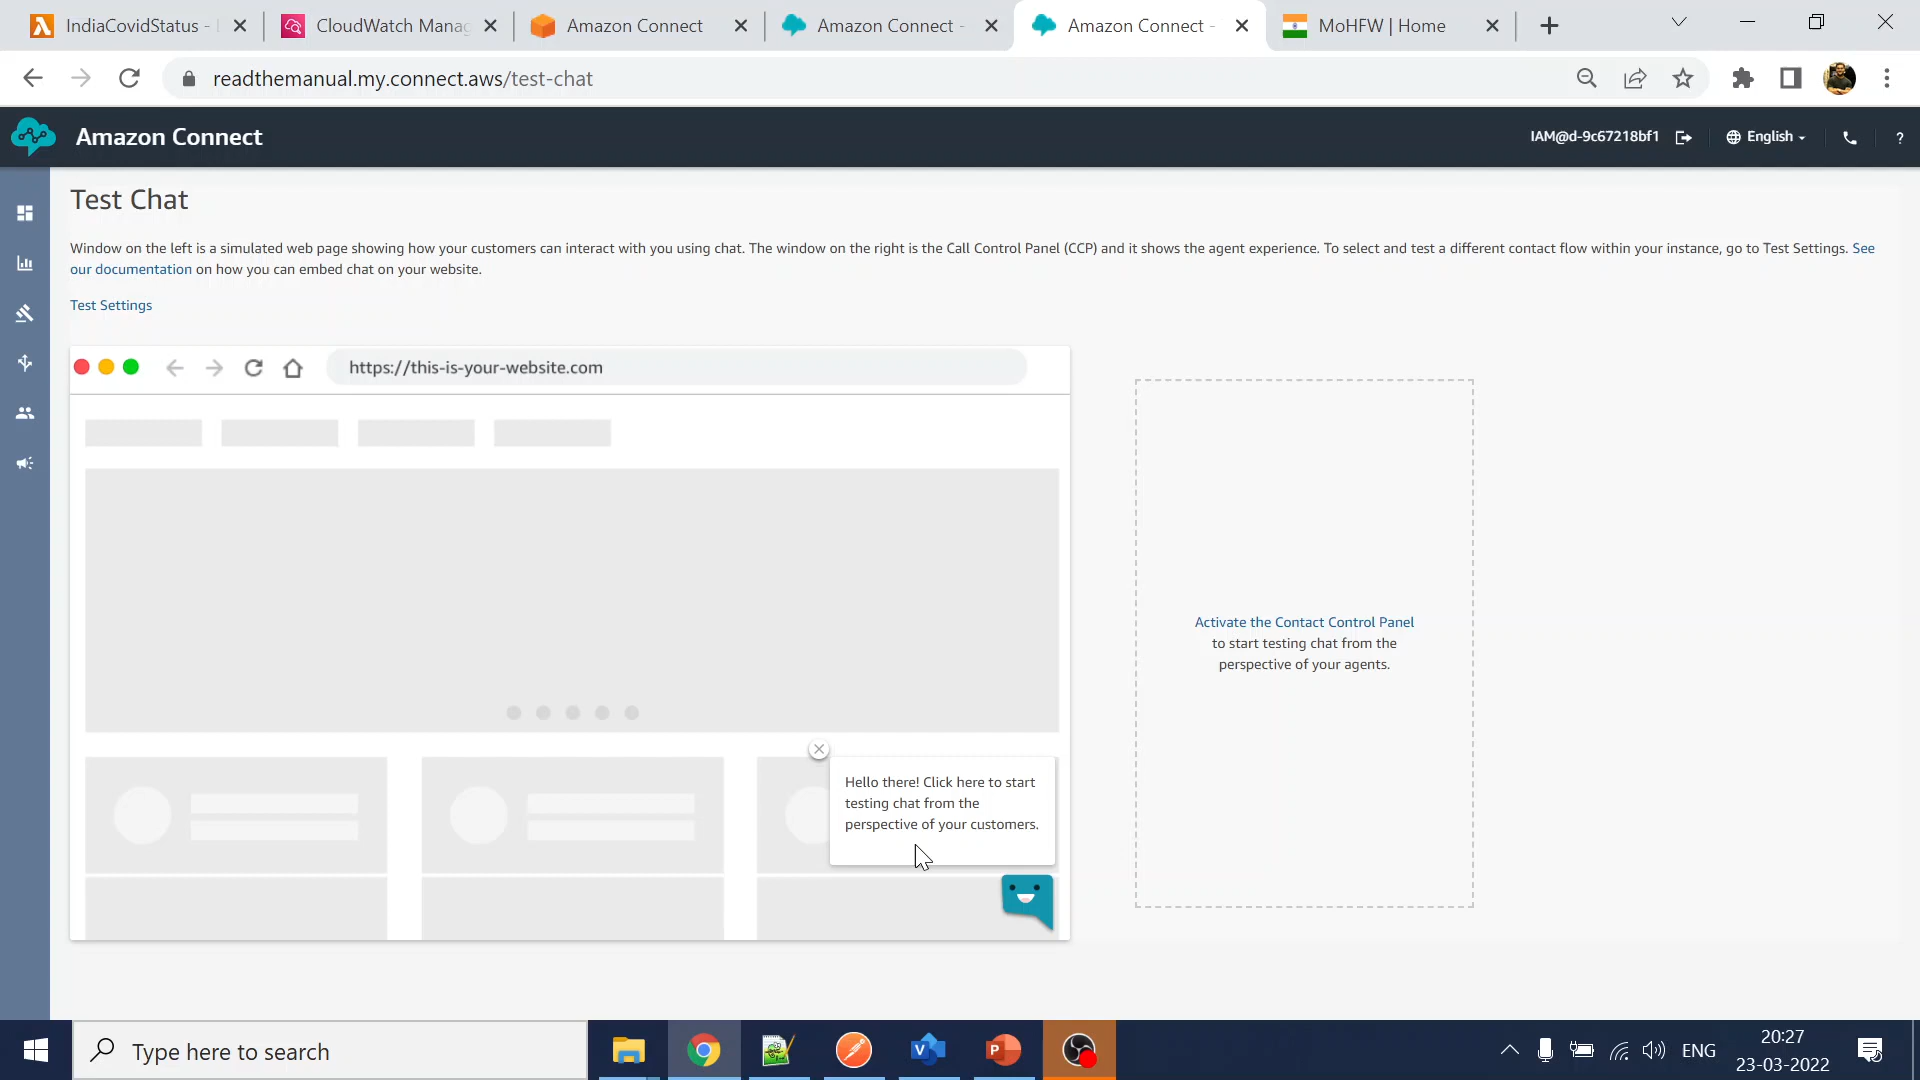 IndiaCovidStatus -
CloudWatch Mana
Amazon Connect
Amazon Connect -
Amazon Connect -
MoHFW | Home
readthemanual.my.connect.aws/test-chat
Amazon Connect
IAM@d-9c67218bf1
English
?
Test Chat
Window on the left is a simulated web page showing how your customers can interact with you using chat. The window on the right is the Call Control Panel (CCP) and it shows the agent experience. To select and test a different contact flow within your instance, go to Test Settings. See
our documentation on how you can embed chat on your website.
Test Settings
https://this-is-your-website.com
Hello there! Click here to start
testing chat from the
perspective of your customers.
Activate the Contact Control Panel
to start testing chat from the
perspective of your agents.
Type here to search
ENG
20:27
23-03-2022